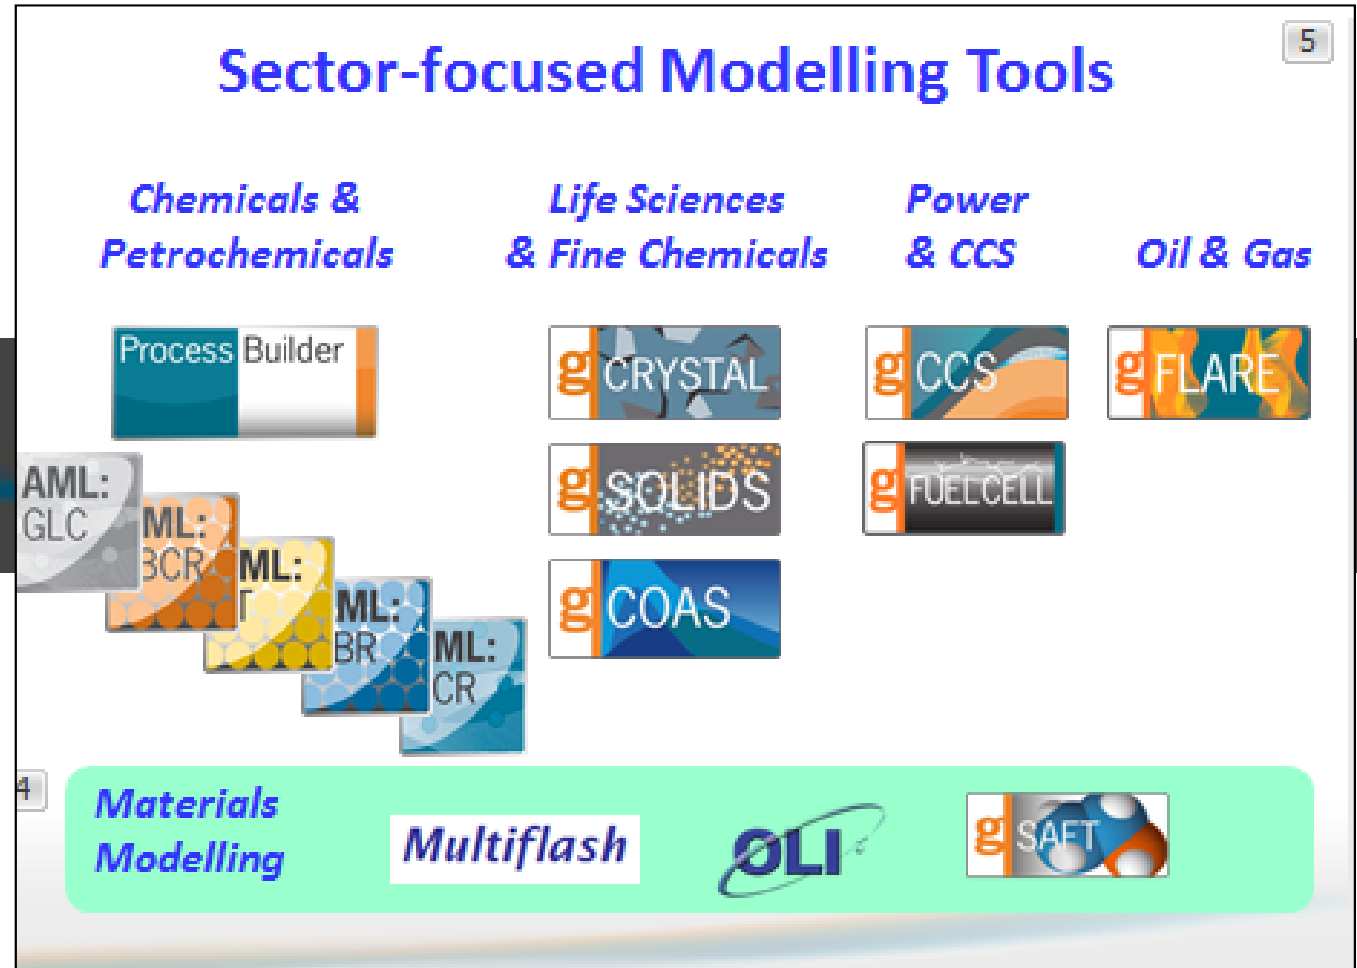 5
Sector-focused Modelling Tools
Chemicals &
Petrochemicals
Life Sciences
& Fine Chemicals
Power
& CCS
Oil & Gas
Process Builder
g CRYSTAL
g CCS
g FLARE
g SOLIDS
g FUELCELL
g COAS
AML:
GLC
ML:
BCR
ML:
T
ML:
BR
ML:
CR
4
Materials
Modelling
Multiflash
OLI
g SAFT